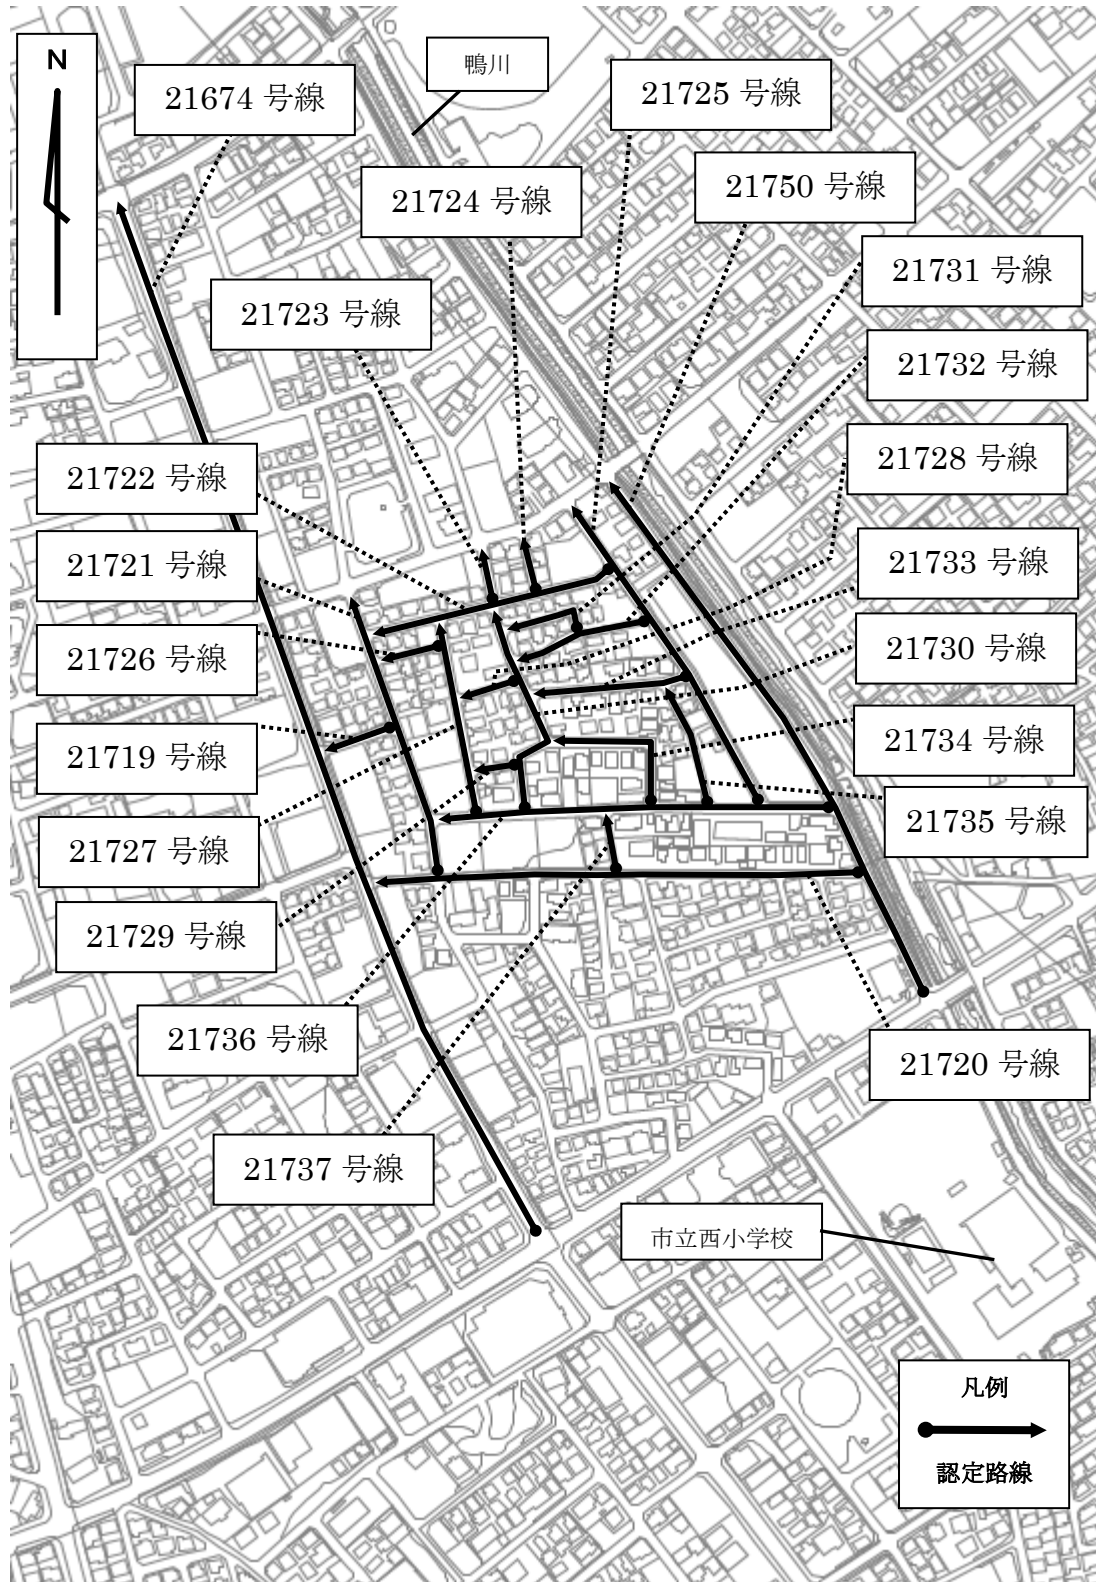 N
鴨川
21674 号線
21725 号線
21724 号線
21750 号線
21731 号線
21723 号線
21732 号線
21728 号線
21722 号線
21721 号線
21733 号線
21726 号線
21730 号線
21719 号線
21734 号線
21727 号線
21735 号線
21729 号線
21736 号線
21720 号線
21737 号線
市立西小学校
凡例
認定路線